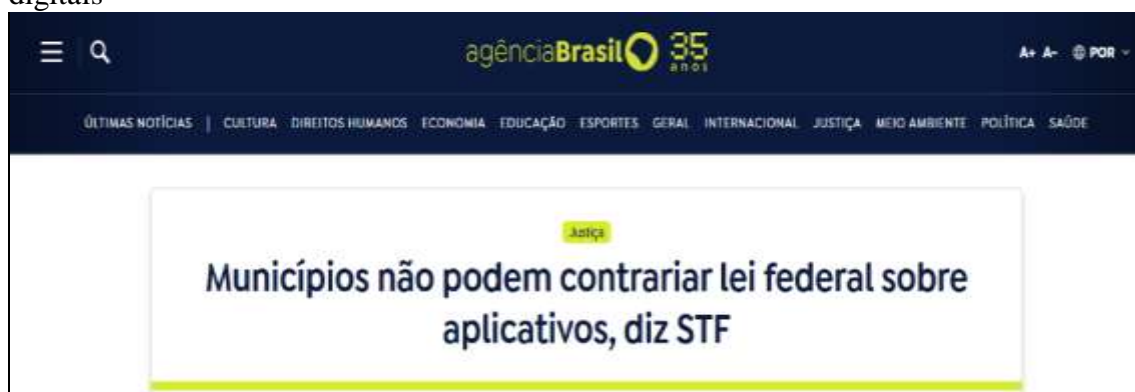 digitais
agênciaBrasil 35
anos
A+ A- POR
ÚLTIMAS NOTÍCIAS | CULTURA DIREITOS HUMANOS ECONOMIA EDUCAÇÃO ESPORTES GERAL INTERNACIONAL JUSTIÇA MEIO AMBIENTE POLÍTICA SAÚDE
Justiça
Municípios não podem contrariar lei federal sobre
aplicativos, diz STF